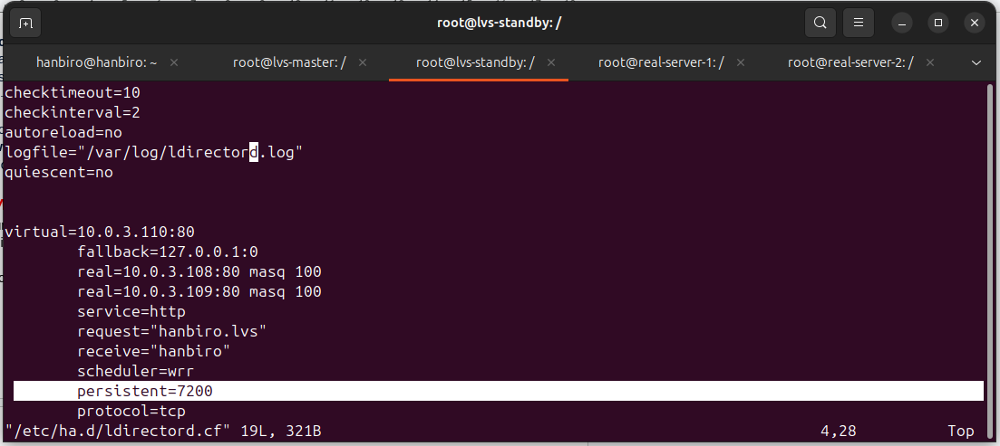 root@lvs-standby: /
hanbiro@hanbiro: ~ × root@lvs-master: / × root@lvs-standby: / × root@real-server-1: / × root@real-server-2: / ×
checktimeout=10
checkinterval=2
autoreload=no
logfile="/var/log/ldirectord.log"
quiescent=no
virtual=10.0.3.110:80
        fallback=127.0.0.1:0
        real=10.0.3.108:80 masq 100
        real=10.0.3.109:80 masq 100
        service=http
        request="hanbiro.lvs"
        receive="hanbiro"
        scheduler=wrr
        persistent=7200
        protocol=tcp
"/etc/ha.d/ldirectord.cf" 19L, 321B 4,28 Top